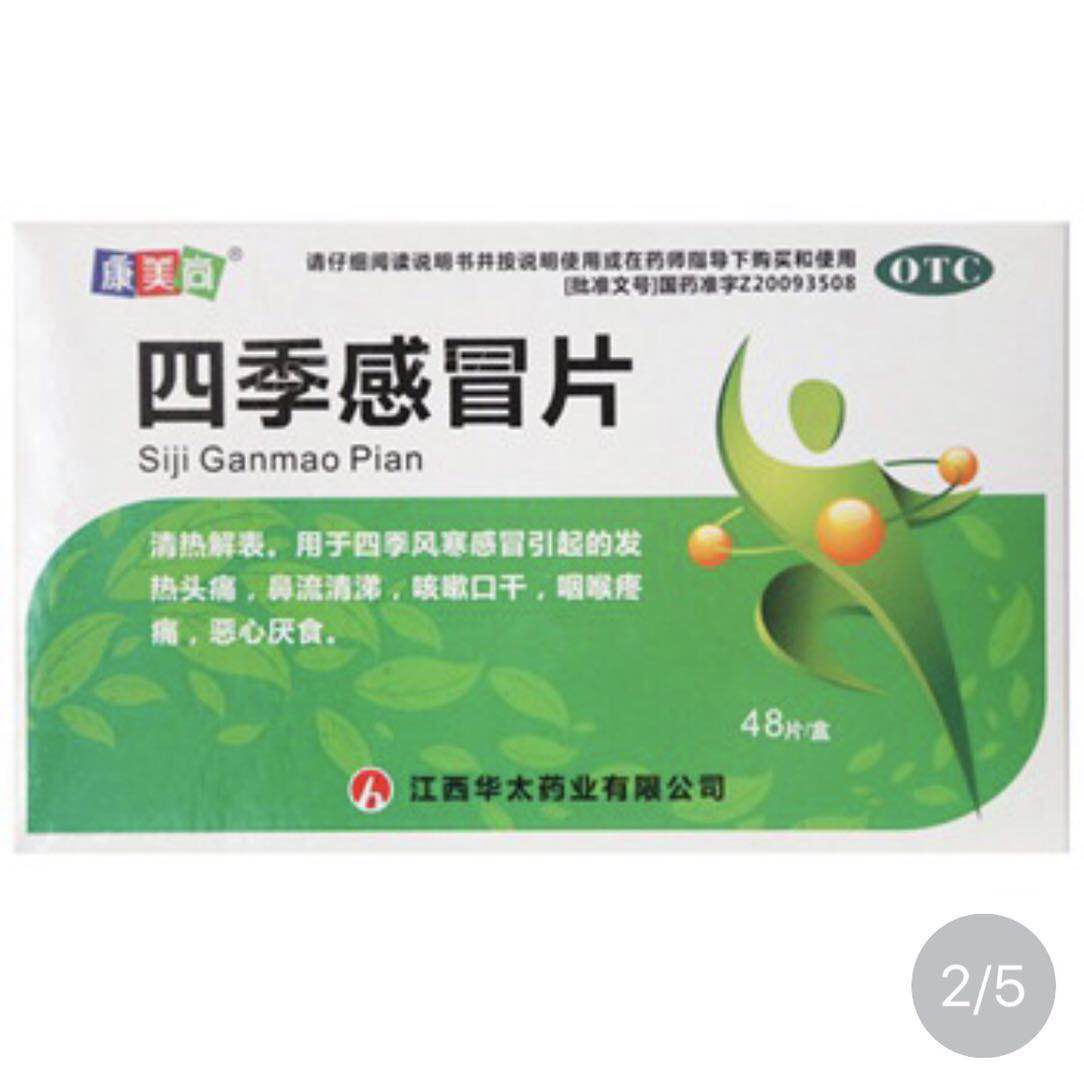 康美尚®
请仔细阅读说明书并按说明使用或在药师指导下购买和使用
[批准文号]国药准字Z20093508
OTC
四季感冒片
Siji Ganmao Pian
清热解表。用于四季风寒感冒引起的发
热头痛，鼻流清涕，咳嗽口干，咽喉疼
痛，恶心厌食。
48片/盒
h
江西华太药业有限公司
2/5